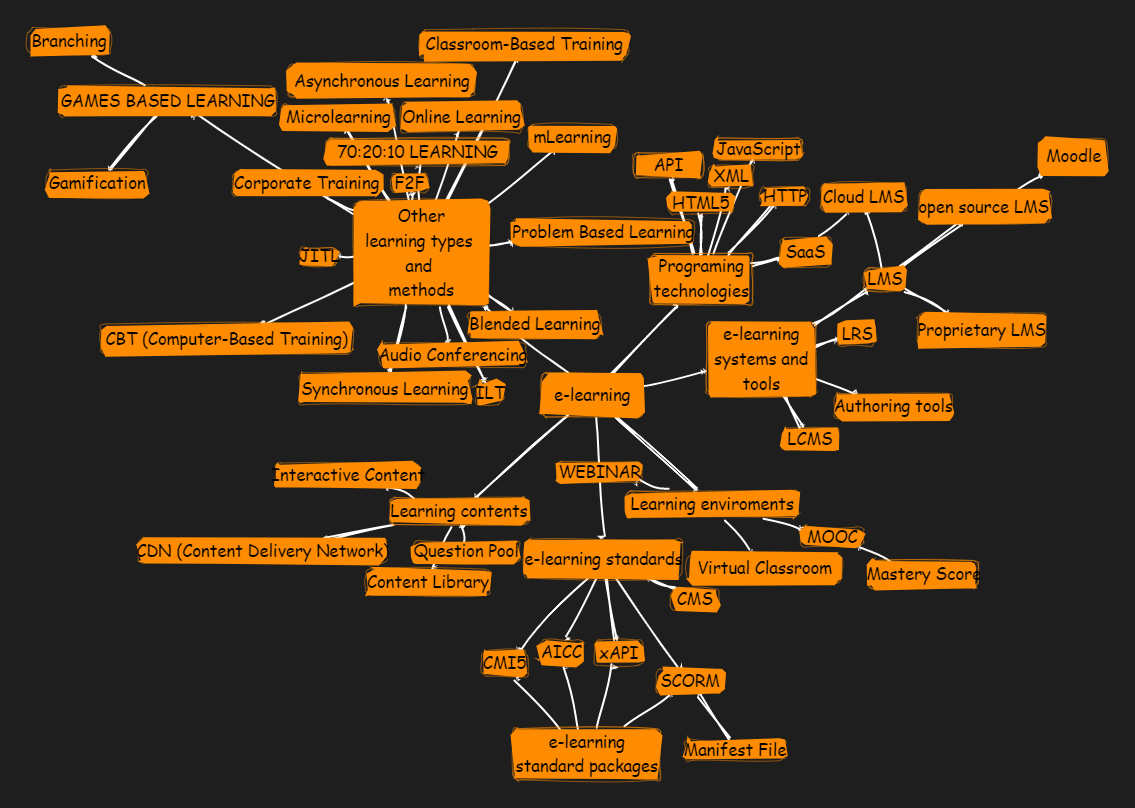 Branching
Classroom-Based Training
Asynchronous Learning
GAMES BASED LEARNING
Microlearning
Online Learning
mLearning
70:20:10 LEARNING
JavaScript
Moodle
API
XML
Gamification
Corporate Training
F2F
HTML5
HTTP
Cloud LMS
open source LMS
Other
learning types
and
methods
Problem Based Learning
JITL
SaaS
Programing
technologies
LMS
CBT (Computer-Based Training)
Blended Learning
Proprietary LMS
LRS
e-learning
systems and
tools
Audio Conferencing
Synchronous Learning
ILT
e-learning
Authoring tools
LCMS
Interactive Content
WEBINAR
Learning contents
Learning enviroments
MOOC
CDN (Content Delivery Network)
Question Pool
e-learning standards
Virtual Classroom
Mastery Score
Content Library
CMS
CMI5
AICC
xAPI
SCORM
e-learning
standard packages
Manifest File